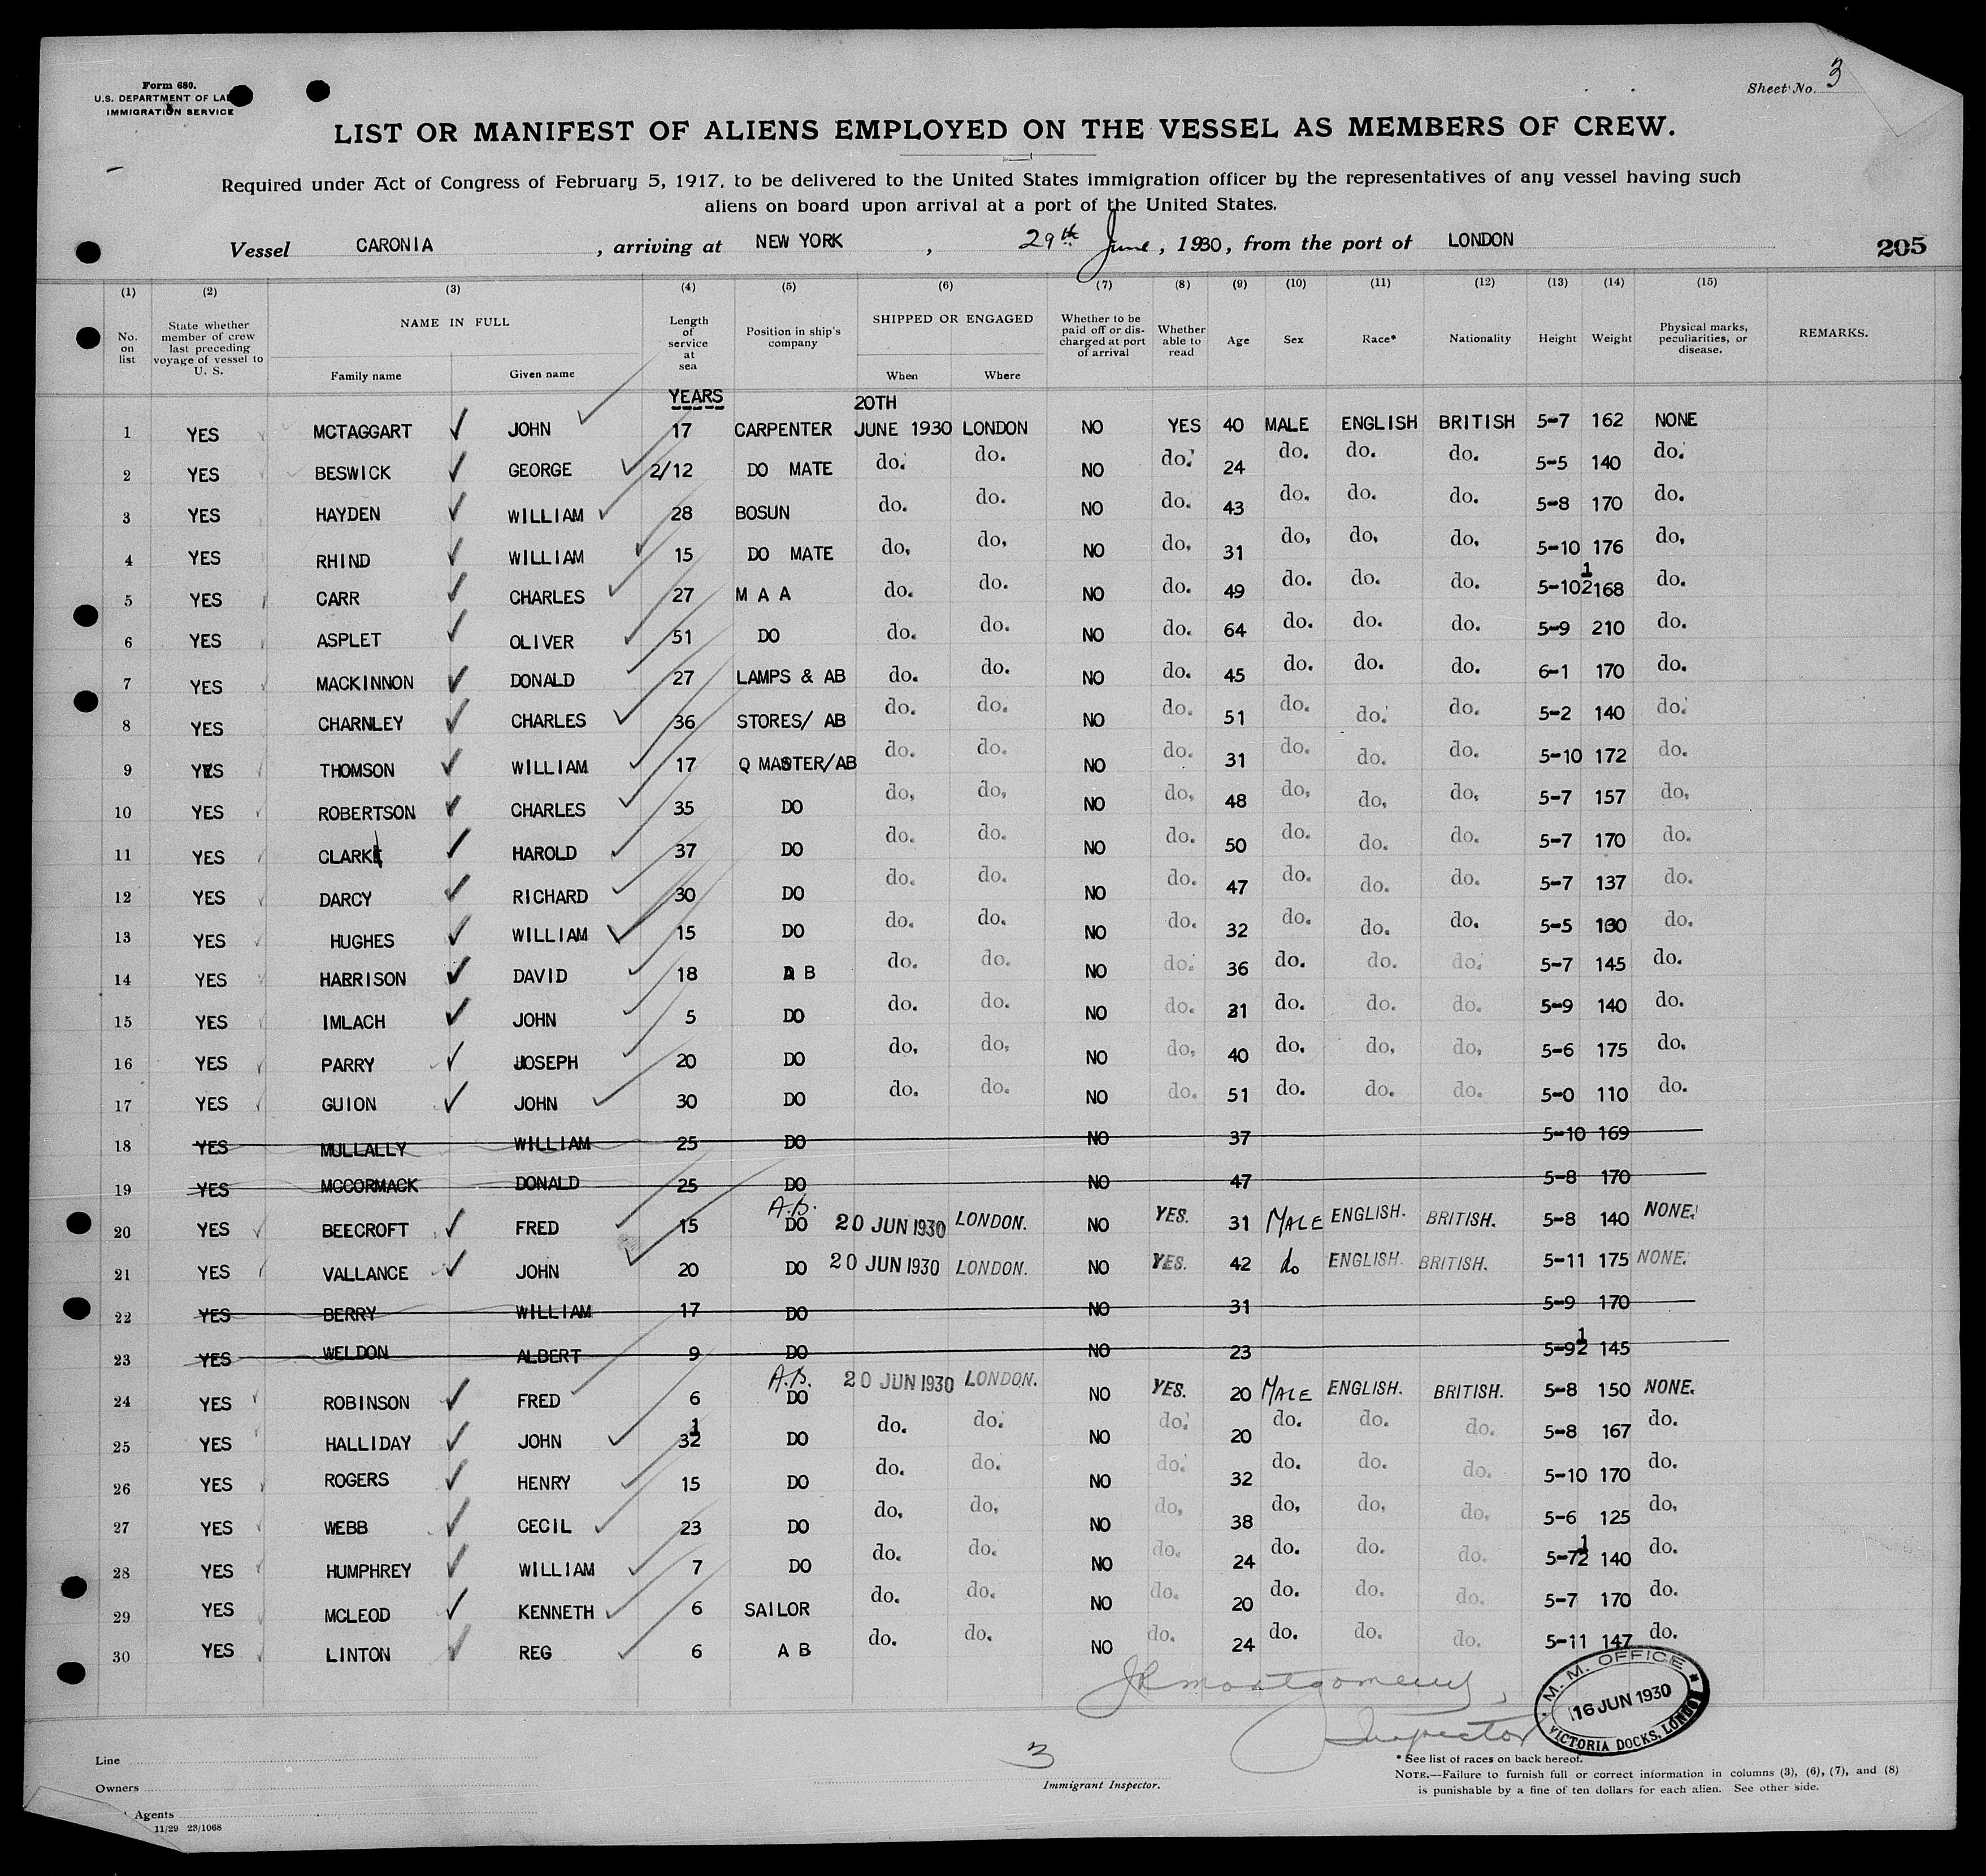 Form 680.
U.S. DEPARTMENT OF LA
IMMIGRATION SERVICE
Sheet No. 3
LIST OR MANIFEST OF ALIENS EMPLOYED ON THE VESSEL AS MEMBERS OF CREW.
Required under Act of Congress of February 5, 1917, to be delivered to the United States immigration officer by the representatives of any vessel having such
aliens on board upon arrival at a port of the United States.
Vessel CARONIA, arriving at NEW YORK, 29th June, 1930, from the port of LONDON
205
(1) (2) (3) (4) (5) (6) (7) (8) (9) (10) (11) (12) (13) (14) (15)
No. on list State whether member of crew last preceding voyage of vessel to U. S. NAME IN FULL Length of service at sea Position in ship's company SHIPPED OR ENGAGED Whether to be paid off or discharged at port of arrival Whether able to read Age Sex Race* Nationality Height Weight Physical marks, peculiarities, or disease. REMARKS.
Family name Given name When Where
YEARS 20TH
1 YES MCTAGGART JOHN 17 CARPENTER JUNE 1930 LONDON NO YES 40 MALE ENGLISH BRITISH 5-7 162 NONE
2 YES BESWICK GEORGE 2/12 DO MATE do. do. NO do. 24 do. do. do. 5-5 140 do.
3 YES HAYDEN WILLIAM 28 BOSUN do. do. NO do. 43 do. do. do. 5-8 170 do.
4 YES RHIND WILLIAM 15 DO MATE do. do. NO do. 31 do. do. do. 5-10 176 do.
5 YES CARR CHARLES 27 M A A do. do. NO do. 49 do. do. do. 5-10½ 168 do.
6 YES ASPLET OLIVER 51 DO do. do. NO do. 64 do. do. do. 5-9 210 do.
7 YES MACKINNON DONALD 27 LAMPS & AB do. do. NO do. 45 do. do. do. 6-1 170 do.
8 YES CHARNLEY CHARLES 36 STORES/ AB do. do. NO do. 51 do. do. do. 5-2 140 do.
9 YES THOMSON WILLIAM 17 Q MASTER/AB do. do. NO do. 31 do. do. do. 5-10 172 do.
10 YES ROBERTSON CHARLES 35 DO do. do. NO do. 48 do. do. do. 5-7 157 do.
11 YES CLARK HAROLD 37 DO do. do. NO do. 50 do. do. do. 5-7 170 do.
12 YES DARCY RICHARD 30 DO do. do. NO do. 47 do. do. do. 5-7 137 do.
13 YES HUGHES WILLIAM 15 DO do. do. NO do. 32 do. do. do. 5-5 130 do.
14 YES HARRISON DAVID 18 A B do. do. NO do. 36 do. do. do. 5-7 145 do.
15 YES IMLACH JOHN 5 DO do. do. NO do. 21 do. do. do. 5-9 140 do.
16 YES PARRY JOSEPH 20 DO do. do. NO do. 40 do. do. do. 5-6 175 do.
17 YES GUION JOHN 30 DO do. do. NO do. 51 do. do. do. 5-0 110 do.
18 YES MULLALLY WILLIAM 25 DO NO 37 5-10 169
19 YES MCCORMACK DONALD 25 DO NO 47 5-8 170
20 YES BEECROFT FRED 15 A.B. DO 20 JUN 1930 LONDON. NO YES. 31 MALE ENGLISH. BRITISH. 5-8 140 NONE.
21 YES VALLANCE JOHN 20 DO 20 JUN 1930 LONDON. NO YES. 42 do ENGLISH. BRITISH. 5-11 175 NONE.
22 YES BERRY WILLIAM 17 DO NO 31 5-9 170
23 YES WELDON ALBERT 9 DO NO 23 5-9½ 145
24 YES ROBINSON FRED 6 A.B. DO 20 JUN 1930 LONDON. NO YES. 20 MALE ENGLISH. BRITISH. 5-8 150 NONE.
25 YES HALLIDAY JOHN 3½ DO do. do. NO do. 20 do. do. do. 5-8 167 do.
26 YES ROGERS HENRY 15 DO do. do. NO do. 32 do. do. do. 5-10 170 do.
27 YES WEBB CECIL 23 DO do. do. NO do. 38 do. do. do. 5-6 125 do.
28 YES HUMPHREY WILLIAM 7 DO do. do. NO do. 24 do. do. do. 5-7½ 140 do.
29 YES MCLEOD KENNETH 6 SAILOR do. do. NO do. 20 do. do. do. 5-7 170 do.
30 YES LINTON REG 6 A B do. do. NO do. 24 do. do. do. 5-11 147 do.
JR Montgomery,
Inspector
M. M. OFFICE
16 JUN 1930
VICTORIA DOCKS, LONDON
Line
Owners
Agents
11/29 23/1068
3
Immigrant Inspector.
* See list of races on back hereof.
NOTE.—Failure to furnish full or correct information in columns (3), (6), (7), and (8)
is punishable by a fine of ten dollars for each alien. See other side.